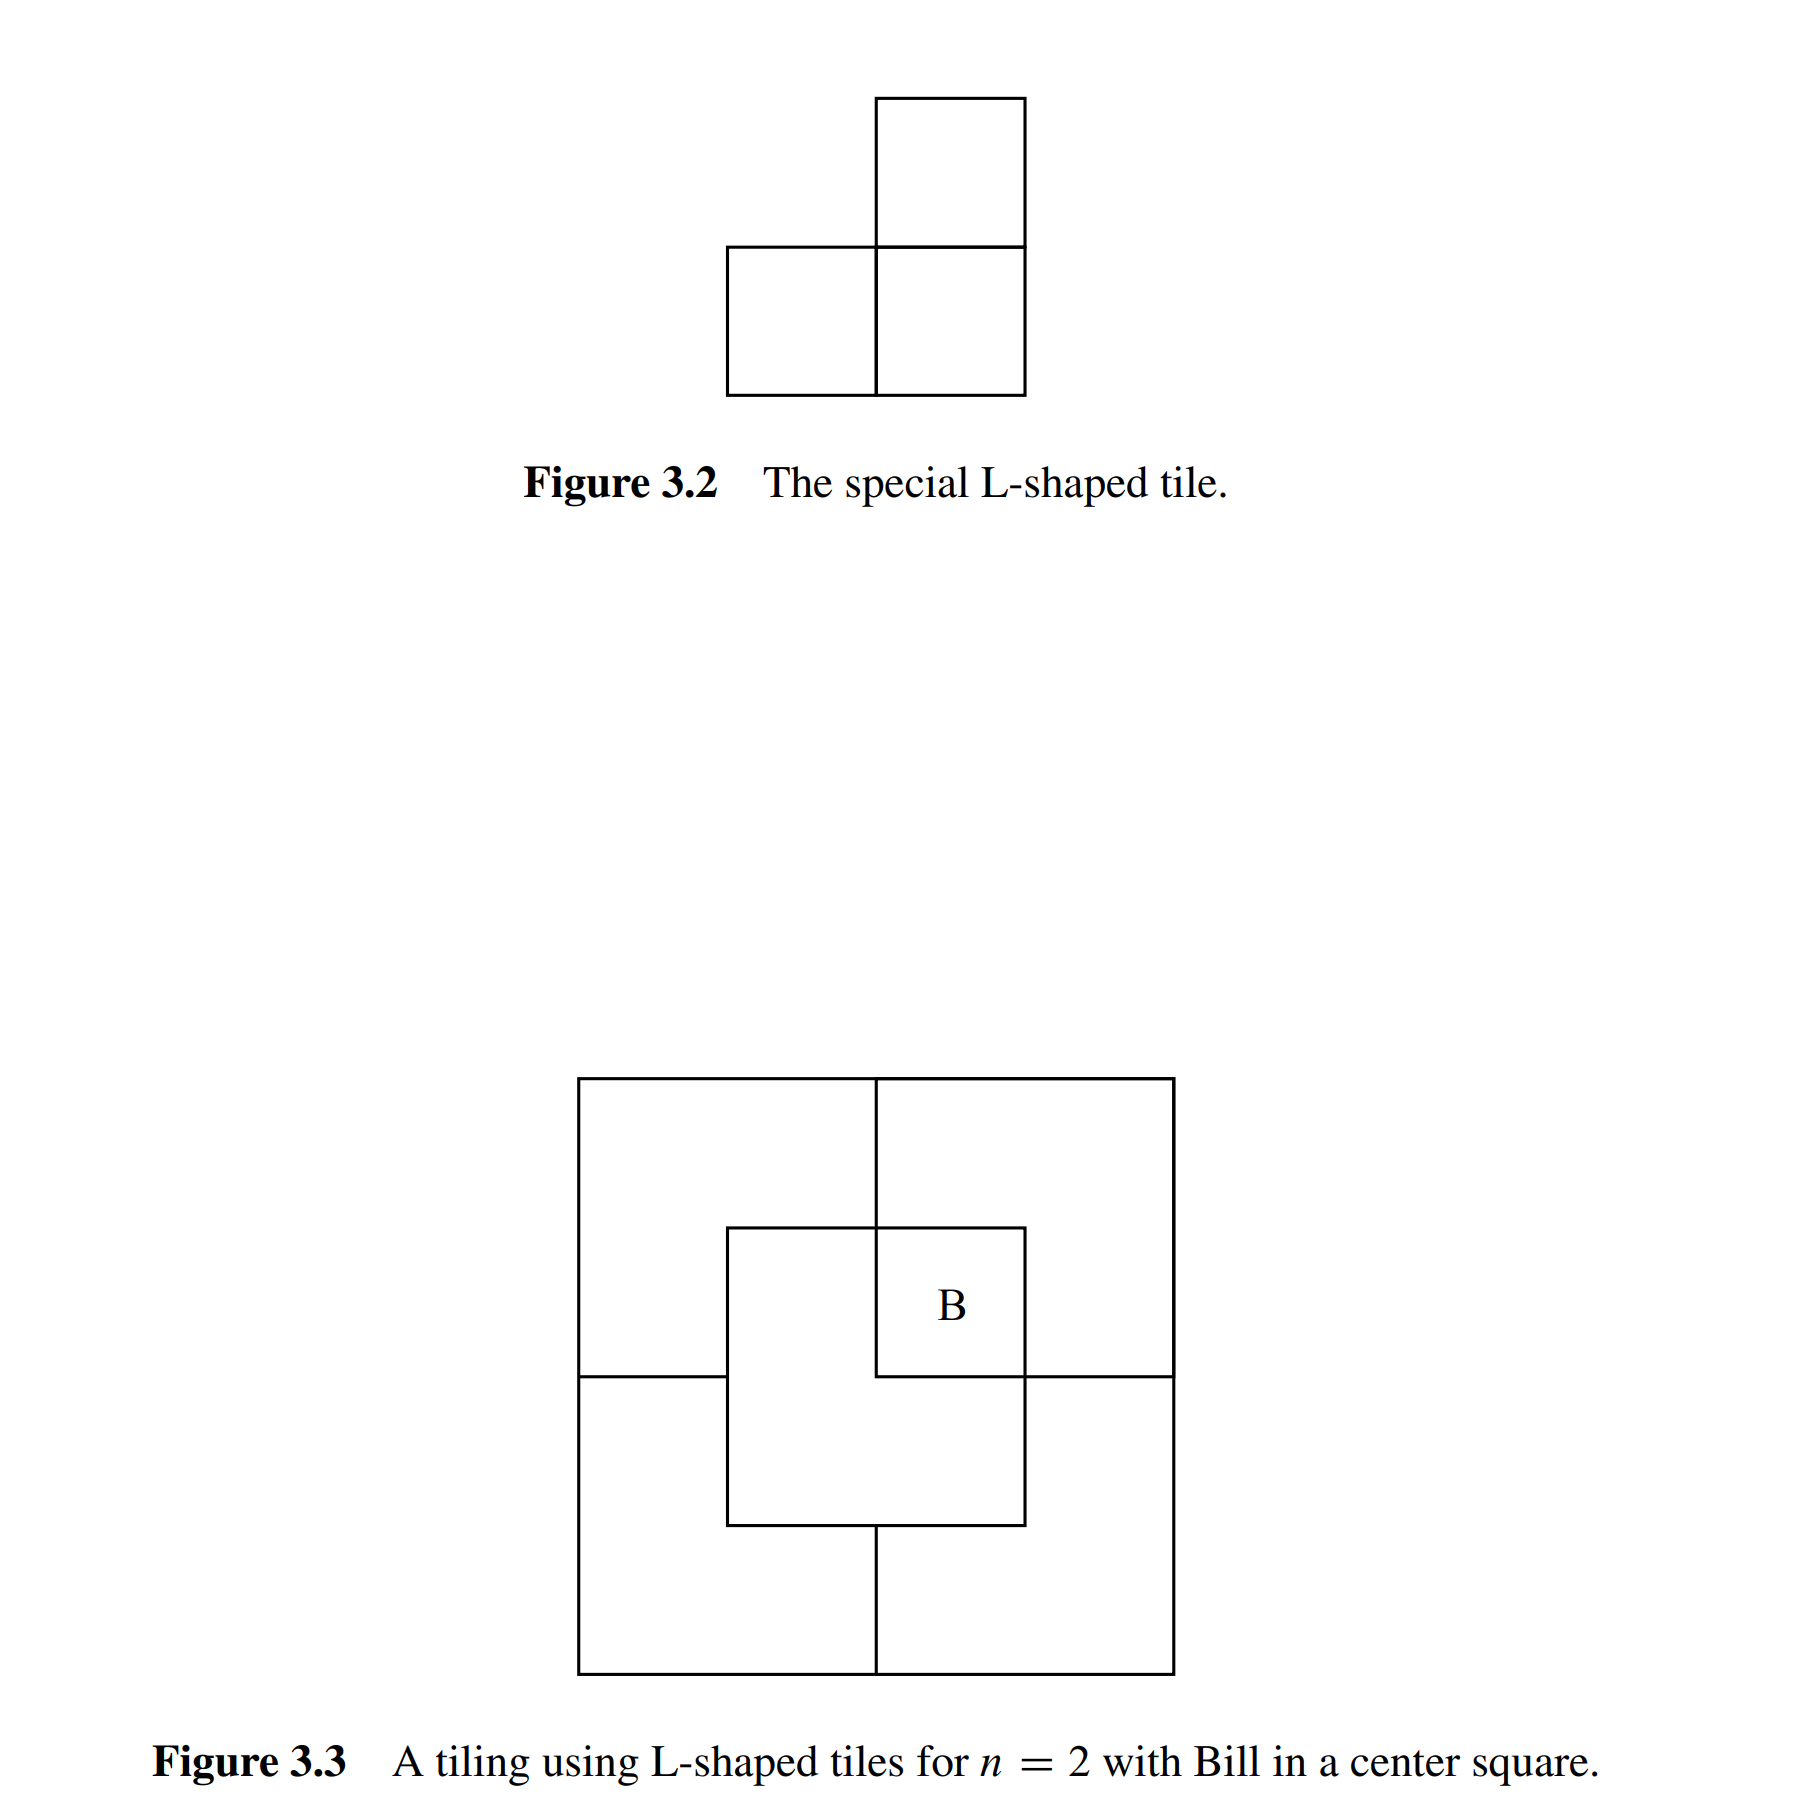 Figure 3.2 The special L-shaped tile.
B
Figure 3.3 A tiling using L-shaped tiles for n = 2 with Bill in a center square.